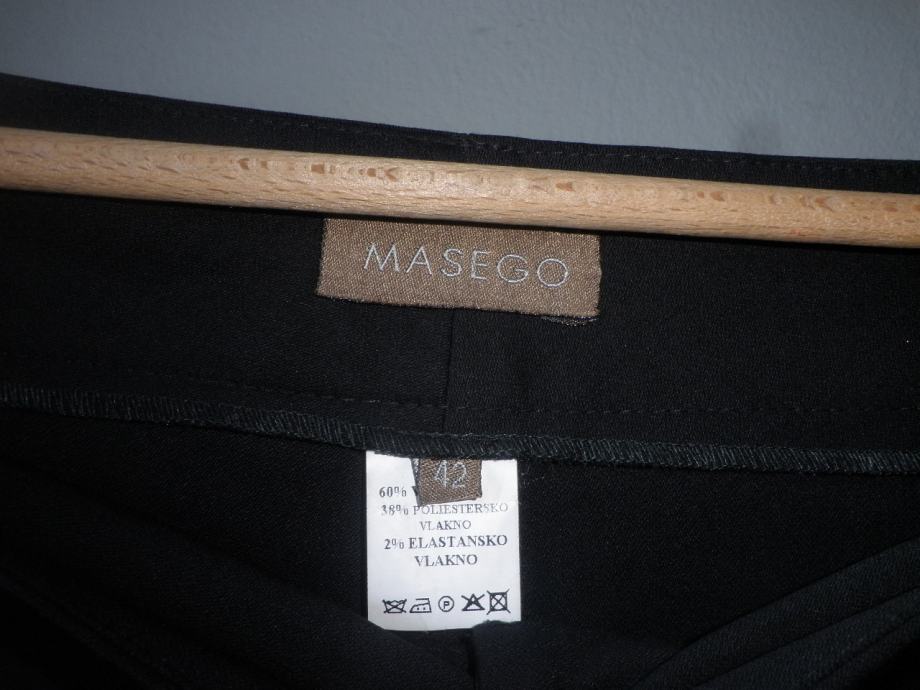 MASEGO
42
60%
38% POLIESTERSKO
VLAKNO
2% ELASTANSKO
VLAKNO
P